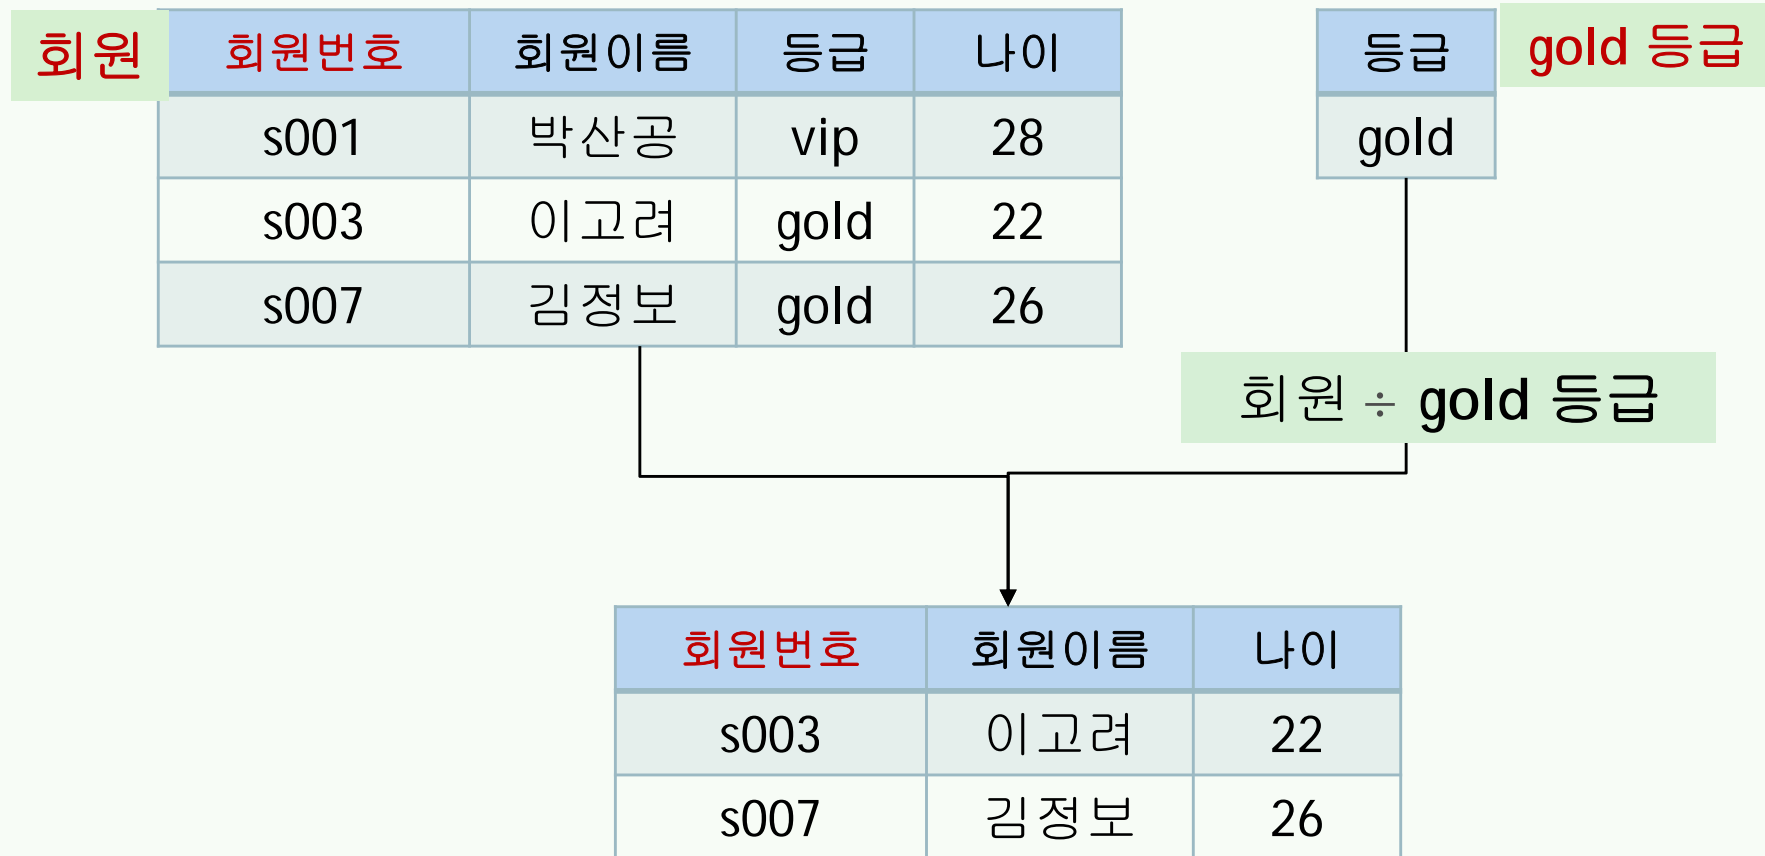 회원
회원번호 회원이름 등급 나이
s001 박산공 vip 28
s003 이고려 gold 22
s007 김정보 gold 26
등급
gold
gold 등급
회원 ÷ gold 등급
회원번호 회원이름 나이
s003 이고려 22
s007 김정보 26